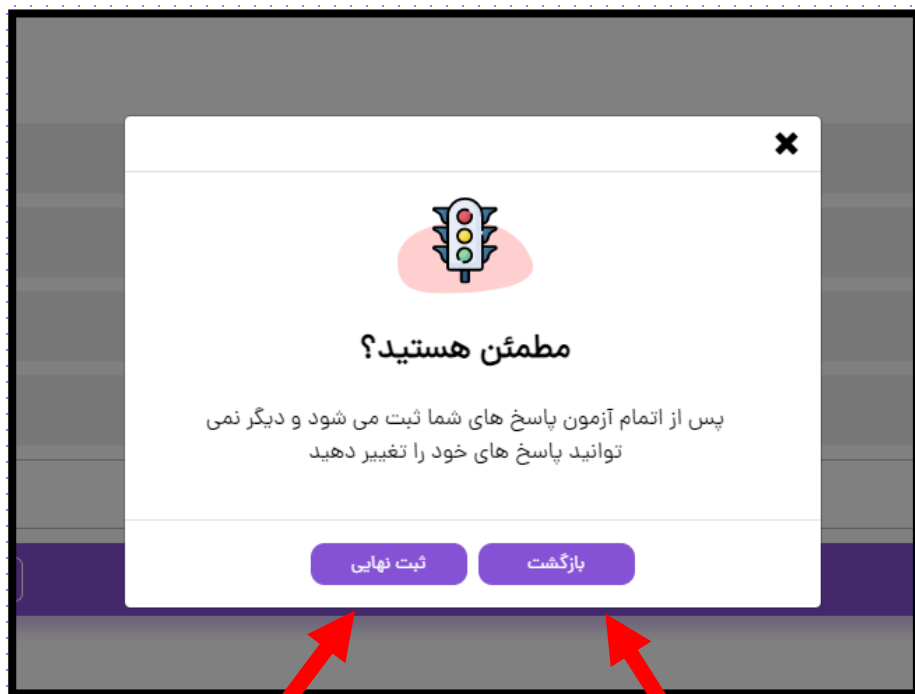 مطمئن هستید؟
پس از اتمام آزمون پاسخ های شما ثبت می شود و دیگر نمی
توانید پاسخ های خود را تغییر دهید
بازگشت
ثبت نهایی